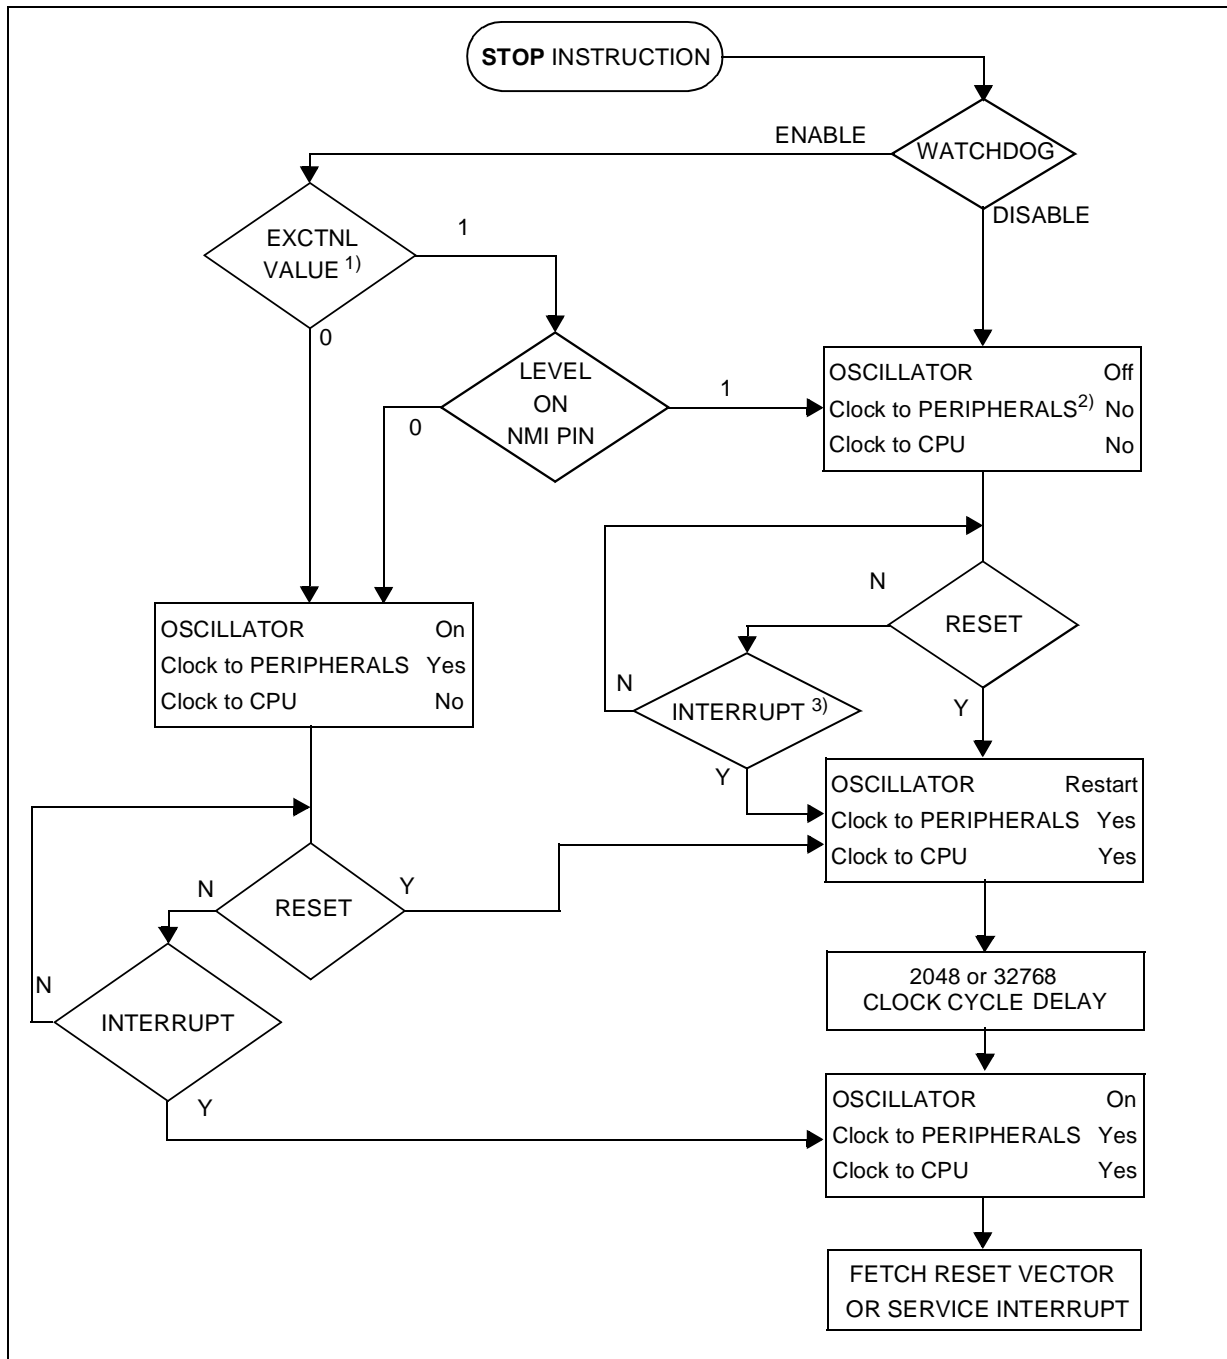 STOP INSTRUCTION
ENABLE
WATCHDOG
DISABLE
EXCTNL
VALUE 1)
1
0
LEVEL
ON
NMI PIN
1
0
OSCILLATOR Off
Clock to PERIPHERALS2) No
Clock to CPU No
N
RESET
Y
OSCILLATOR On
Clock to PERIPHERALS Yes
Clock to CPU No
N
INTERRUPT 3)
Y
OSCILLATOR Restart
Clock to PERIPHERALS Yes
Clock to CPU Yes
N
RESET
Y
N
INTERRUPT
Y
2048 or 32768
CLOCK CYCLE DELAY
OSCILLATOR On
Clock to PERIPHERALS Yes
Clock to CPU Yes
FETCH RESET VECTOR
OR SERVICE INTERRUPT